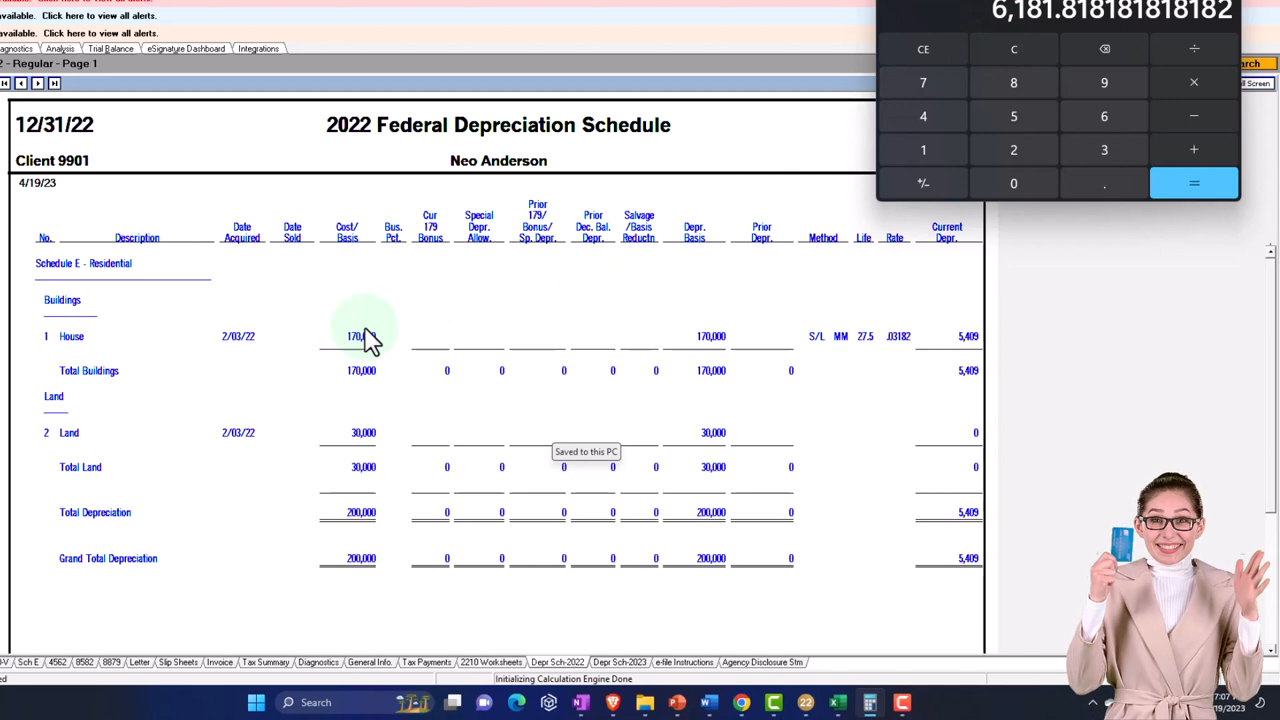 available. Click here to view all alerts.
available. Click here to view all alerts.
6,181.818181818182
agnostics Analysis Trial Balance eSignature Dashboard Integrations
2 - Regular - Page 1
CE C ÷
7 8 9 ×
4 5 6 −
1 2 3 +
+/- 0 . =
12/31/22 2022 Federal Depreciation Schedule
Client 9901 Neo Anderson
4/19/23
No. Description Date Acquired Date Sold Cost/ Basis Bus. Pct. Cur 179 Bonus Special Depr. Allow. Prior 179/ Bonus/ Sp. Depr. Prior Dec. Bal. Depr. Salvage /Basis Reductn Depr. Basis Prior Depr. Method Life Rate Current Depr.
Schedule E - Residential
Buildings
1 House 2/03/22 170,000 170,000 S/L MM 27.5 .03182 5,409
Total Buildings 170,000 0 0 0 0 0 170,000 0 5,409
Land
2 Land 2/03/22 30,000 30,000 0
Total Land 30,000 0 0 0 0 0 30,000 0 0
Saved to this PC
Total Depreciation 200,000 0 0 0 0 0 200,000 0 5,409
Grand Total Depreciation 200,000 0 0 0 0 0 200,000 0 5,409
Sch E 4562 8582 8879 Letter Slip Sheets Invoice Tax Summary Diagnostics General Info. Tax Payments 2210 Worksheets Depr Sch-2022 Depr Sch-2023 e-file Instructions Agency Disclosure Stm
Initializing Calculation Engine Done
Search